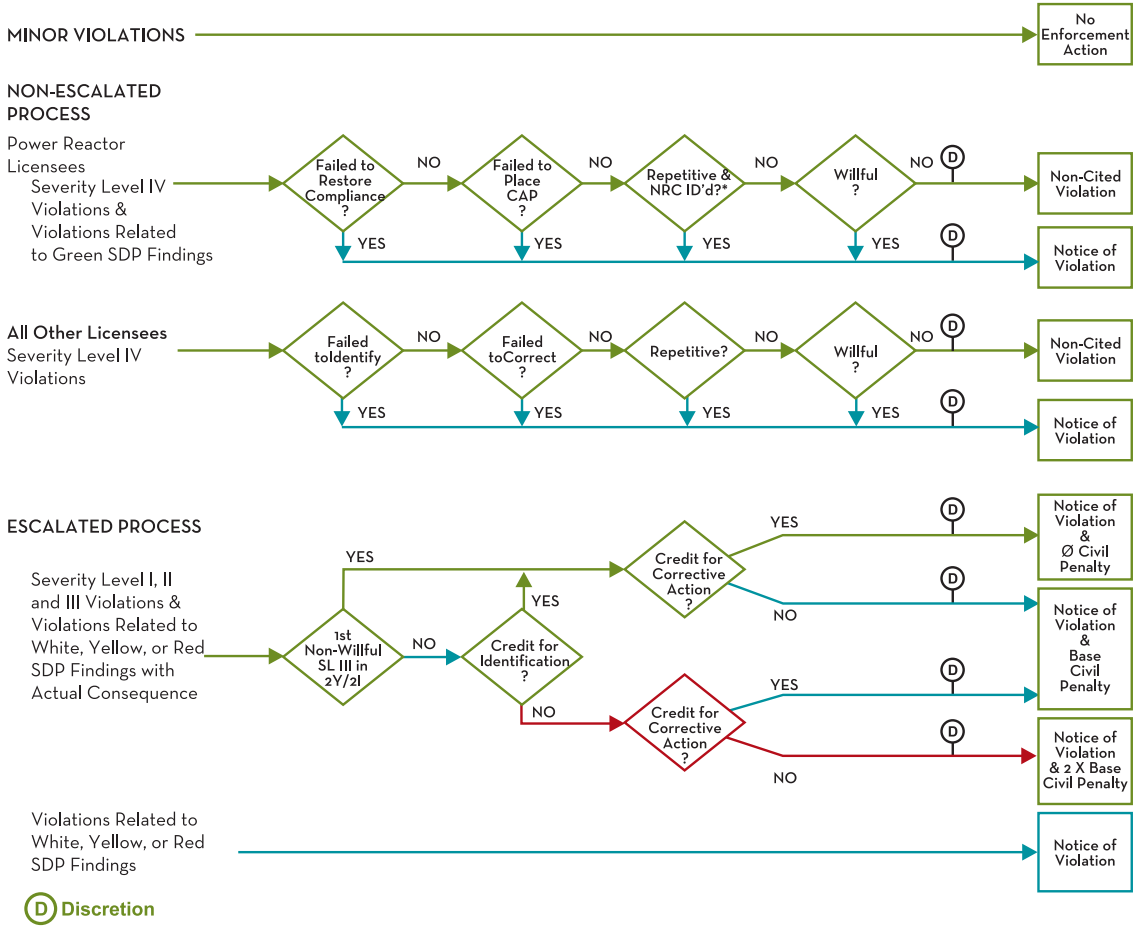 MINOR VIOLATIONS
No
Enforcement
Action
NON-ESCALATED
PROCESS
Power Reactor
Licensees
Severity Level IV
Violations &
Violations Related
to Green SDP Findings
Failed to
Restore
Compliance
?
NO
YES
Failed to
Place
CAP
?
NO
YES
Repetitive &
NRC ID'd?*
NO
YES
Willful
?
NO
YES
D
Non-Cited
Violation
D
Notice of
Violation
All Other Licensees
Severity Level IV
Violations
Failed
toIdentify
?
NO
YES
Failed
toCorrect
?
NO
YES
Repetitive?
NO
YES
Willful
?
NO
YES
D
Non-Cited
Violation
D
Notice of
Violation
ESCALATED PROCESS
Severity Level I, II
and III Violations &
Violations Related to
White, Yellow, or Red
SDP Findings with
Actual Consequence
1st
Non-Willful
SL III in
2Y/2I
YES
NO
Credit for
Identification
?
YES
NO
Credit for
Corrective
Action
?
YES
NO
D
Notice of
Violation
&
Ø Civil
Penalty
D
Notice of
Violation
&
Base
Civil
Penalty
Credit for
Corrective
Action
?
YES
NO
D
D
Notice of
Violation
& 2 X Base
Civil Penalty
Violations Related to
White, Yellow, or Red
SDP Findings
Notice of
Violation
D Discretion